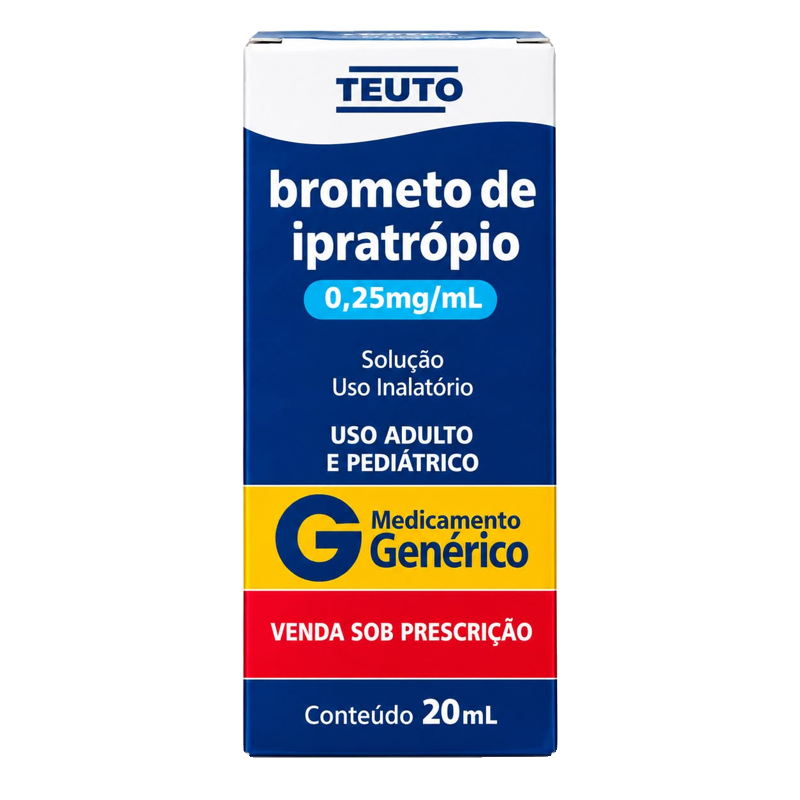 TEUTO
brometo de
ipratrópio
0,25mg/mL
Solução
Uso Inalatório
USO ADULTO
E PEDIÁTRICO
G Medicamento
Genérico
VENDA SOB PRESCRIÇÃO
Conteúdo 20mL